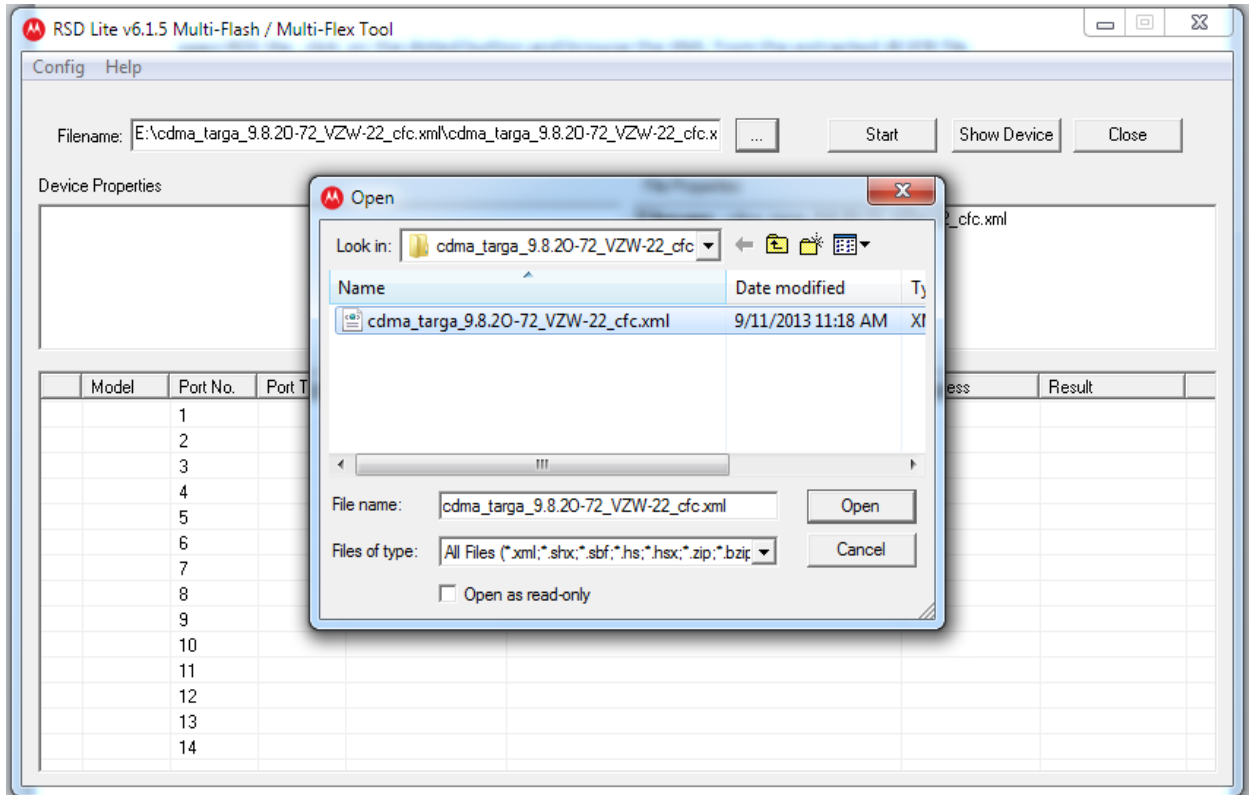 RSD Lite v6.1.5 Multi-Flash / Multi-Flex Tool
Config Help
Filename: E:\cdma_targa_9.8.2O-72_VZW-22_cfc.xml\cdma_targa_9.8.2O-72_VZW-22_cfc.x ... Start Show Device Close
Device Properties
2_cfc.xml
Open
Look in: cdma_targa_9.8.2O-72_VZW-22_cfc
Name Date modified Ty
cdma_targa_9.8.2O-72_VZW-22_cfc.xml 9/11/2013 11:18 AM XM
File name: cdma_targa_9.8.2O-72_VZW-22_cfc.xml Open
Files of type: All Files (*.xml;*.shx;*.sbf;*.hs;*.hsx;*.zip;*.bzip Cancel
Open as read-only
Model Port No. Port T ess Result
1
2
3
4
5
6
7
8
9
10
11
12
13
14